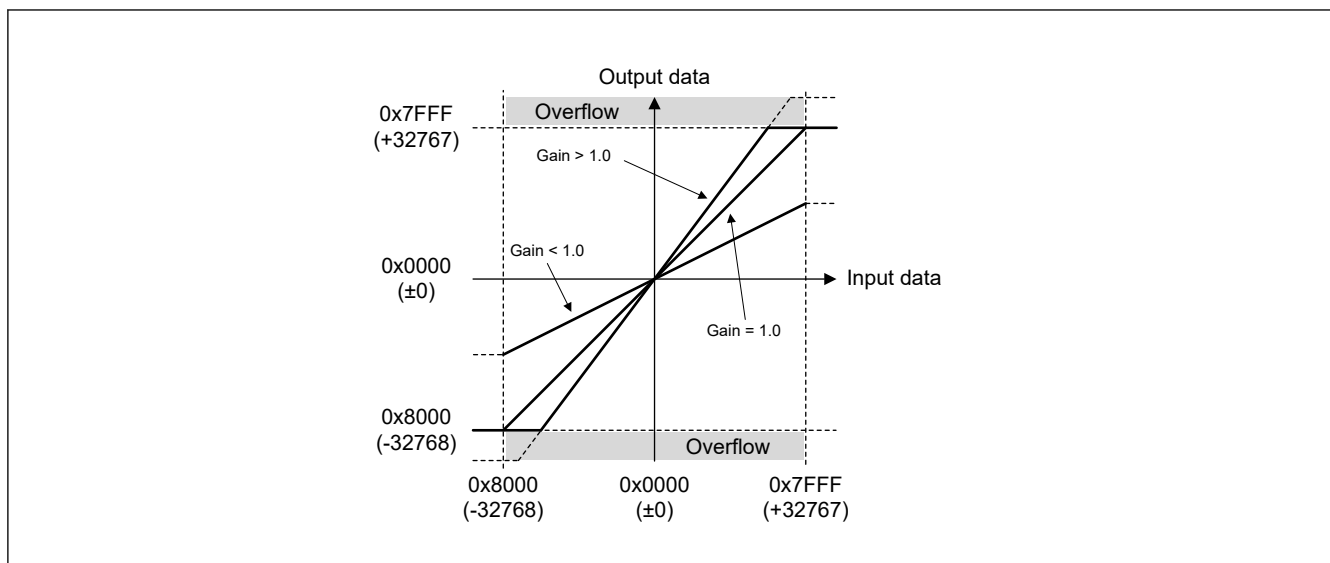 Output data
0x7FFF
(+32767)
Overflow
Gain > 1.0
Gain < 1.0
0x0000
(±0)
Input data
Gain = 1.0
0x8000
(-32768)
Overflow
0x8000
(-32768)
0x0000
(±0)
0x7FFF
(+32767)